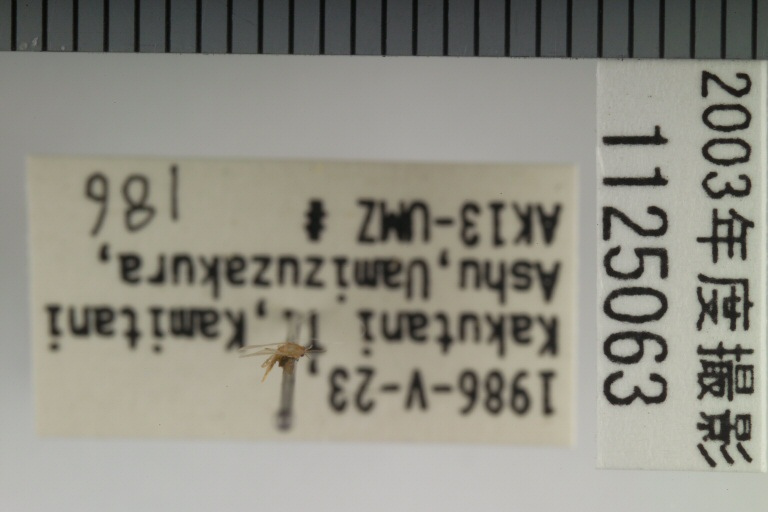 1986-V-23,
Kakutani i, Kamitani
Ashu, Uamizuzakura,
AK13-UMZ #
186
2003年度撮影
1125063